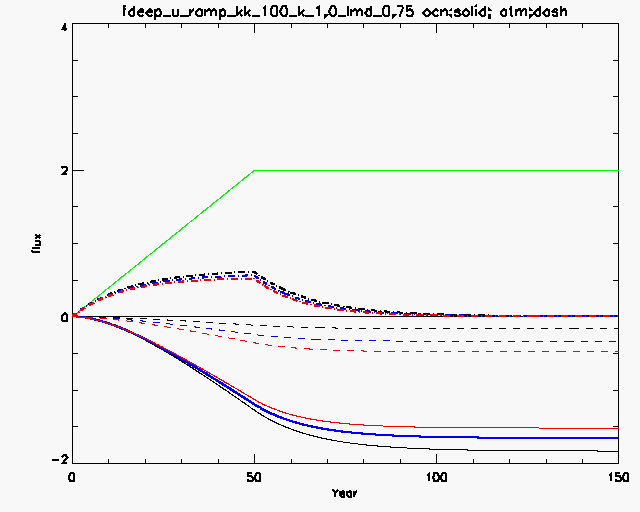 fdeep_u_ramp_kk_100_k_1,0_lmd_0,75 ocn:solid; atm:dash
4
2
flux
0
-2
0
50
100
150
Year